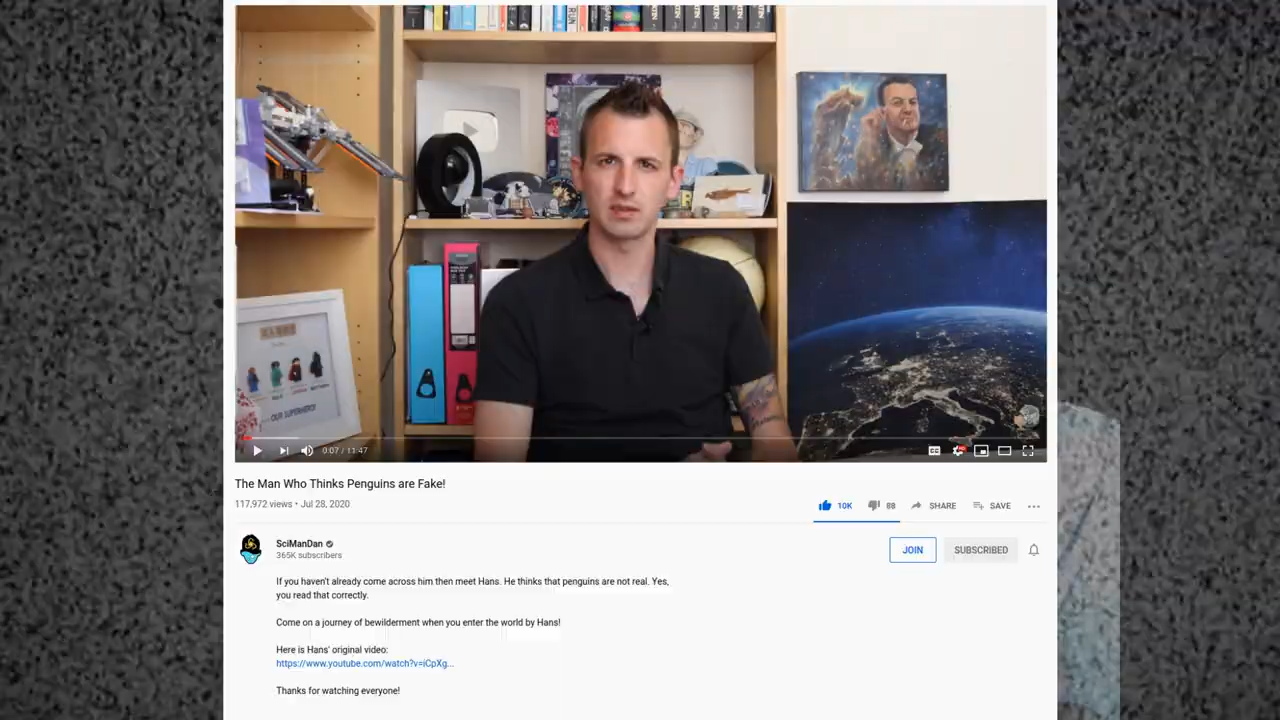 OUR SUPERHERO!
0:07 / 11:47
The Man Who Thinks Penguins are Fake!
117,972 views • Jul 28, 2020
10K 88 SHARE SAVE
SciManDan
365K subscribers
JOIN SUBSCRIBED
If you haven't already come across him then meet Hans. He thinks that penguins are not real. Yes,
you read that correctly.
Come on a journey of bewilderment when you enter the world by Hans!
Here is Hans' original video:
https://www.youtube.com/watch?v=iCpXg...
Thanks for watching everyone!